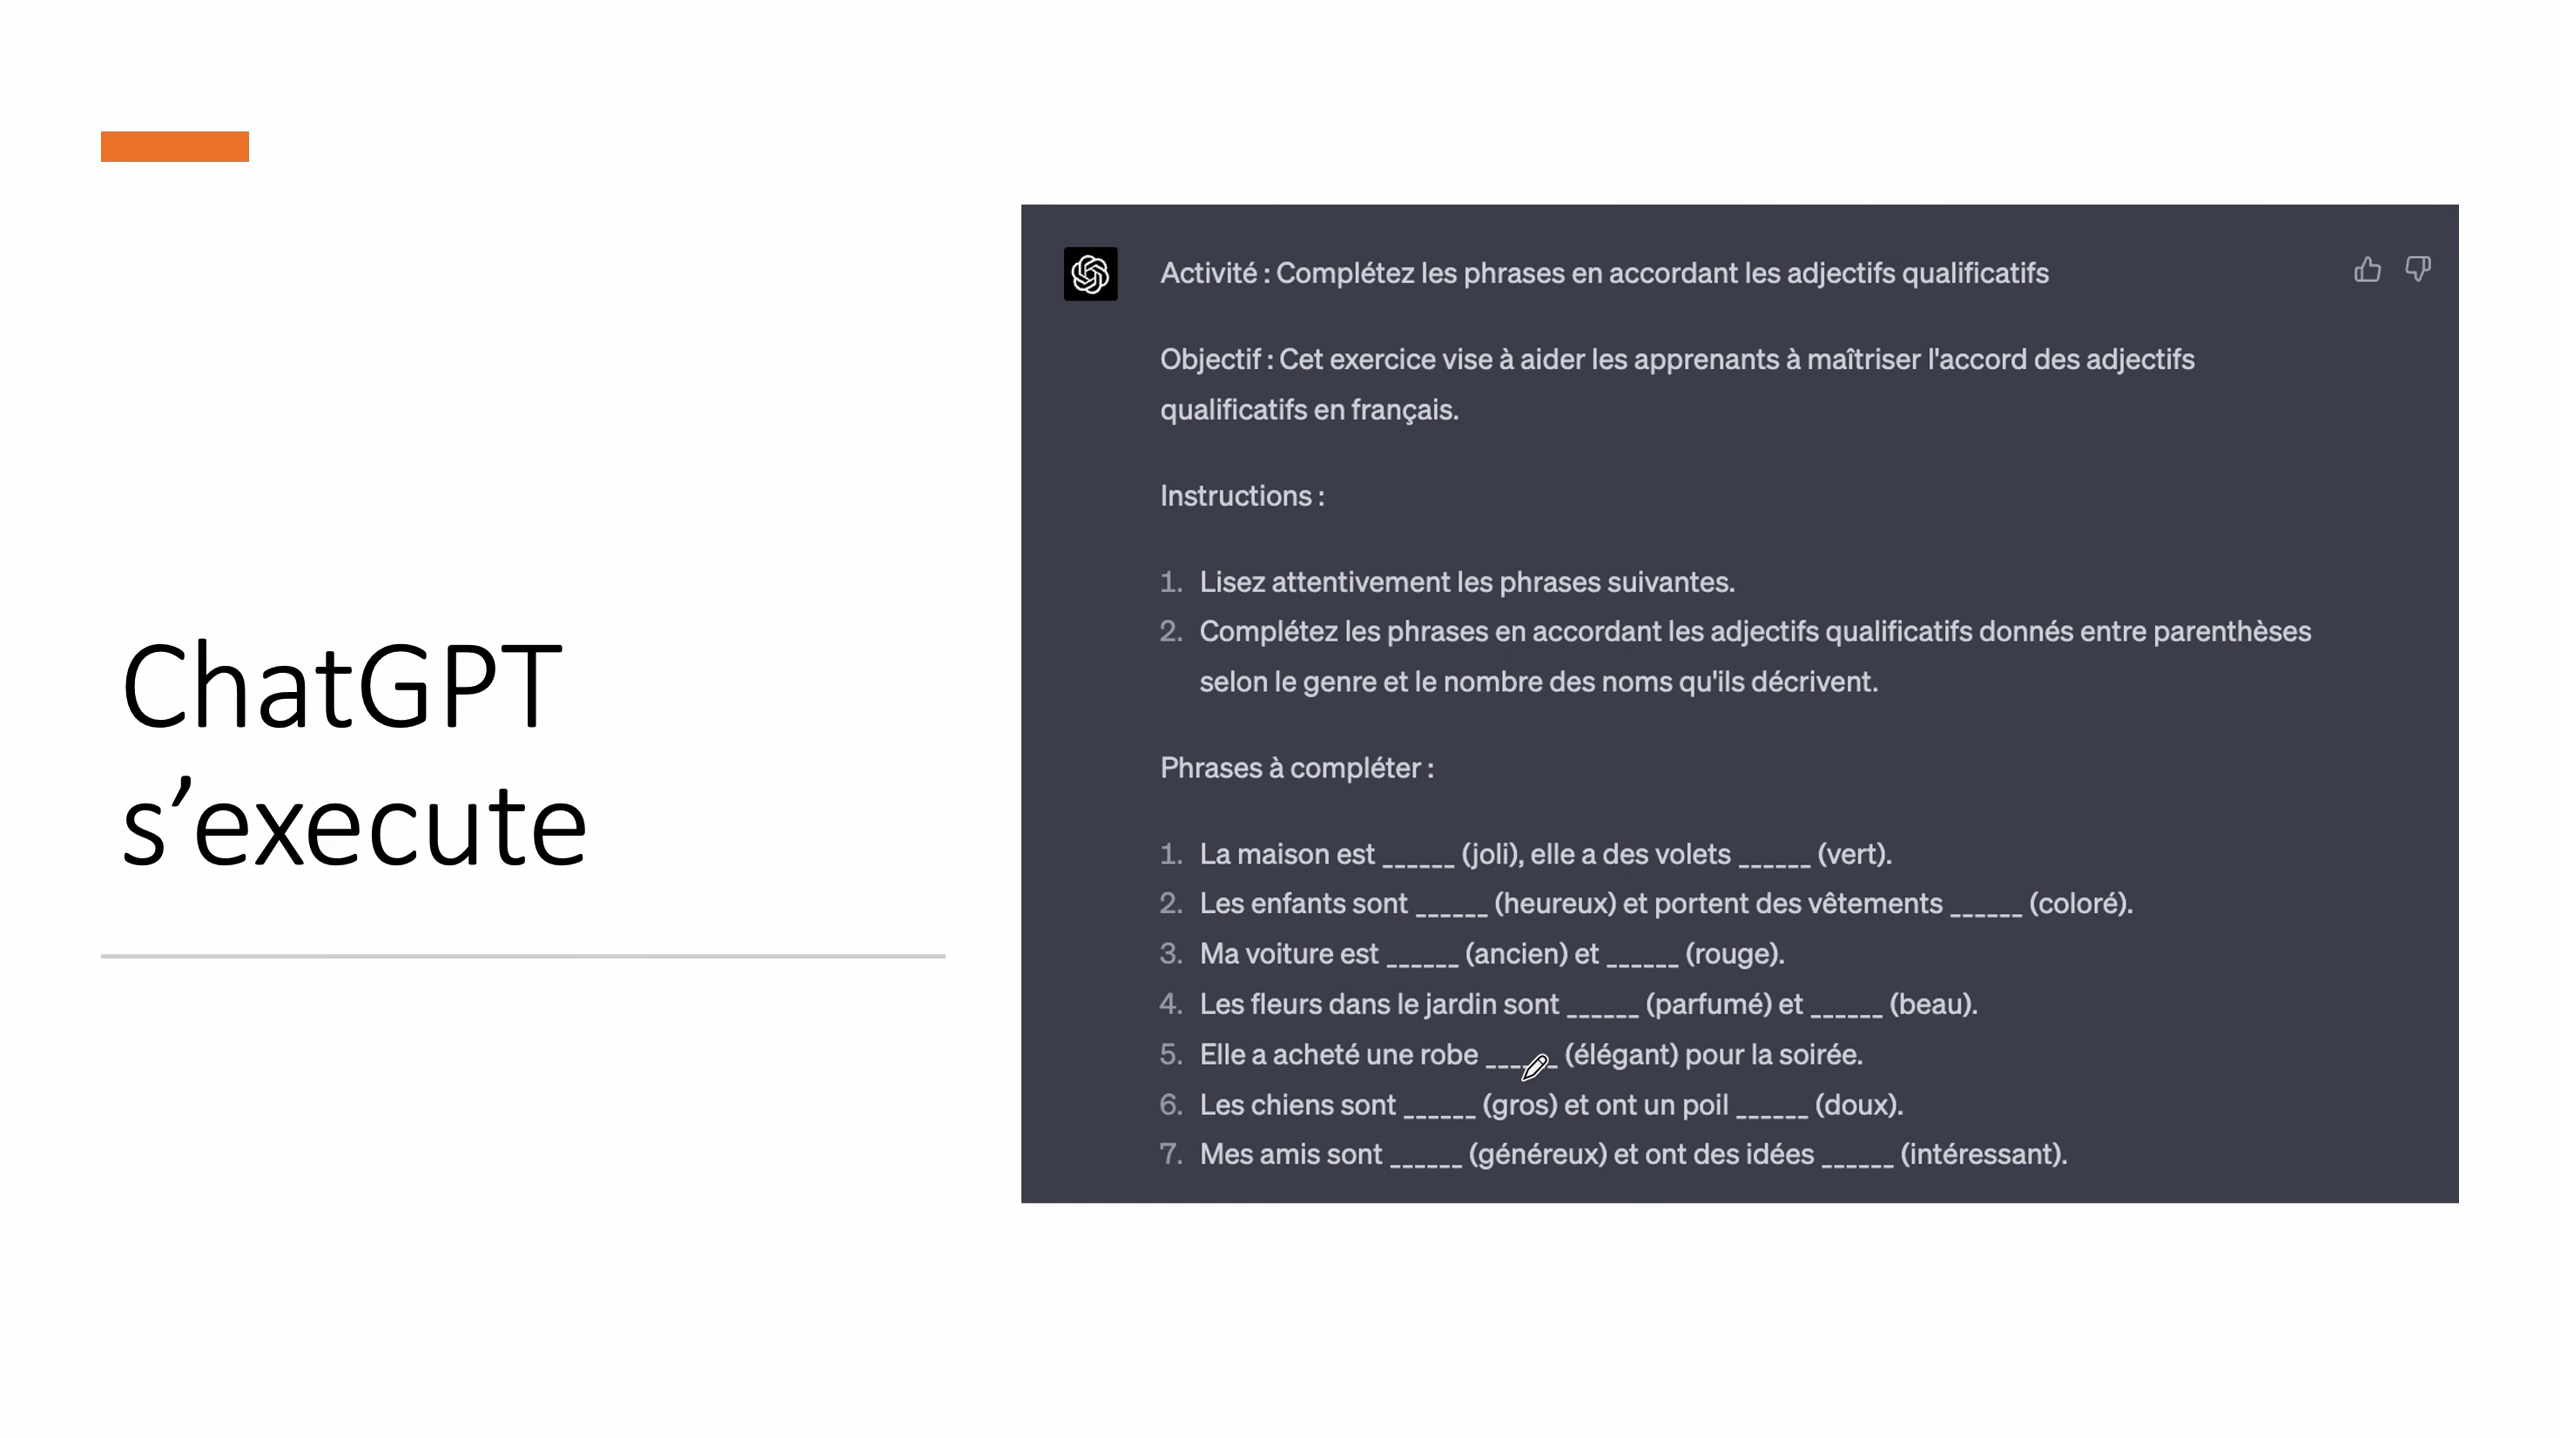 ChatGPT
s’execute
Activité : Complétez les phrases en accordant les adjectifs qualificatifs
Objectif : Cet exercice vise à aider les apprenants à maîtriser l'accord des adjectifs
qualificatifs en français.
Instructions :
1. Lisez attentivement les phrases suivantes.
2. Complétez les phrases en accordant les adjectifs qualificatifs donnés entre parenthèses
selon le genre et le nombre des noms qu'ils décrivent.
Phrases à compléter :
1. La maison est ______ (joli), elle a des volets ______ (vert).
2. Les enfants sont ______ (heureux) et portent des vêtements ______ (coloré).
3. Ma voiture est ______ (ancien) et ______ (rouge).
4. Les fleurs dans le jardin sont ______ (parfumé) et ______ (beau).
5. Elle a acheté une robe ______ (élégant) pour la soirée.
6. Les chiens sont ______ (gros) et ont un poil ______ (doux).
7. Mes amis sont ______ (généreux) et ont des idées ______ (intéressant).